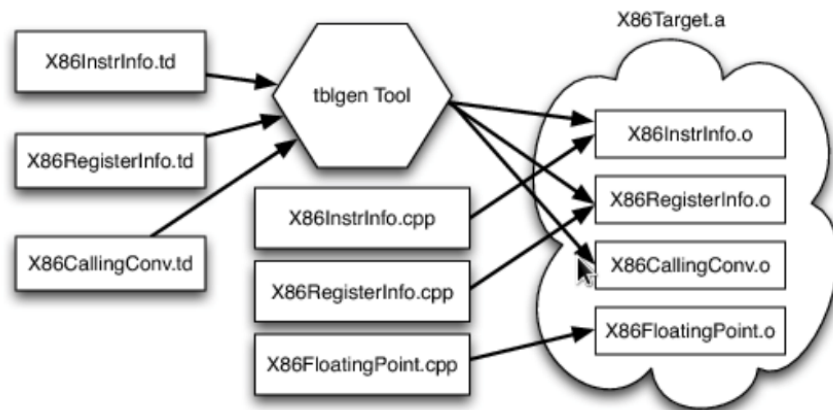 X86Target.a
X86InstrInfo.td
tblgen Tool
X86RegisterInfo.td
X86CallingConv.td
X86InstrInfo.cpp
X86RegisterInfo.cpp
X86FloatingPoint.cpp
X86InstrInfo.o
X86RegisterInfo.o
X86CallingConv.o
X86FloatingPoint.o